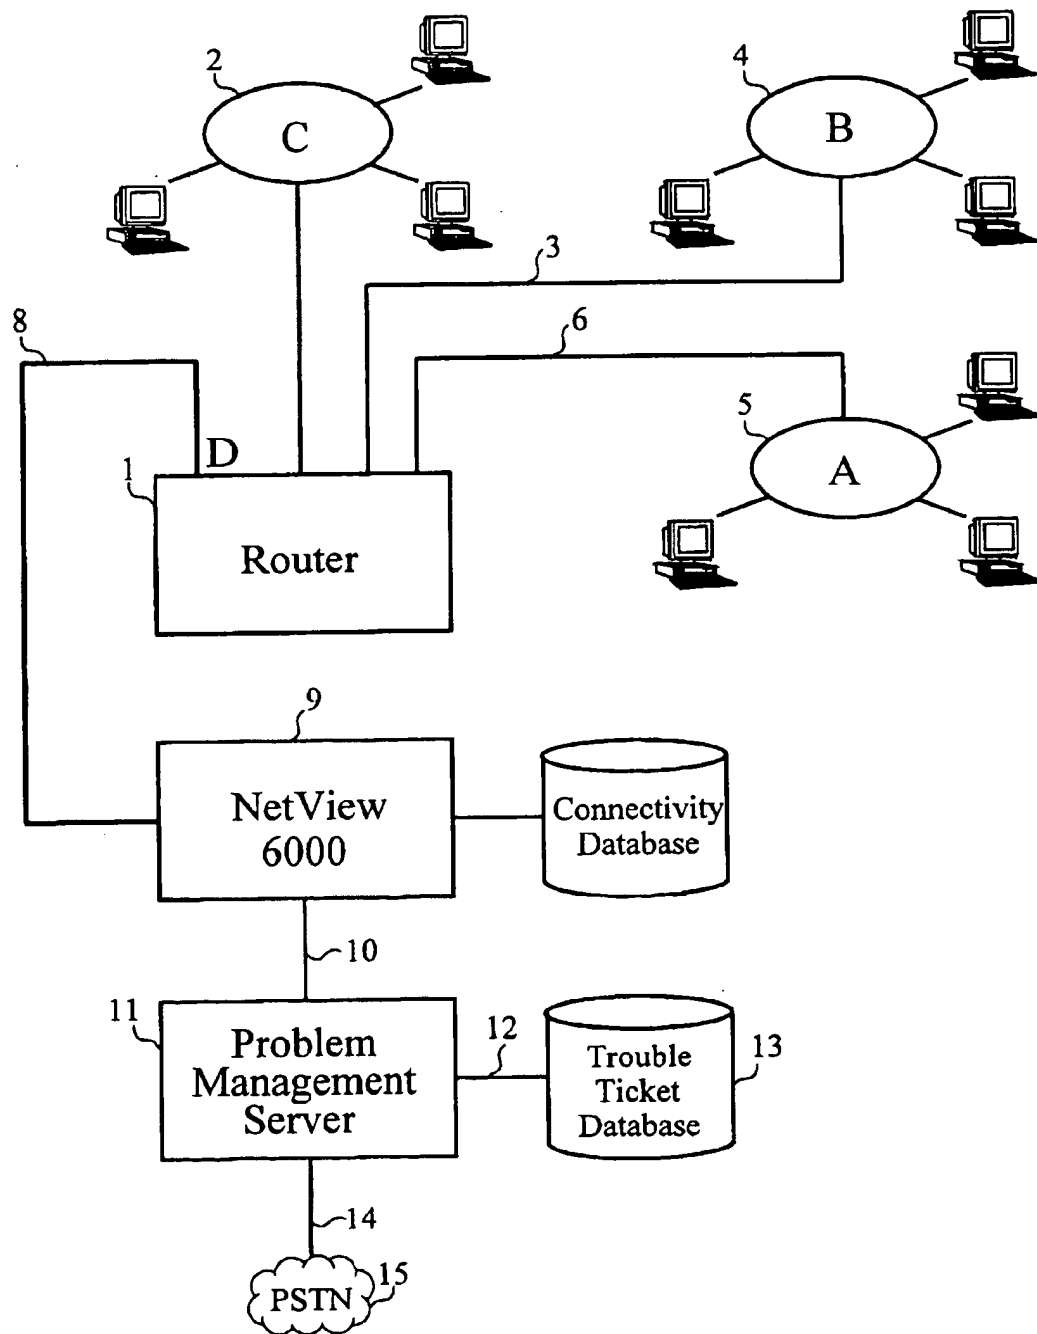 2
C
4
B
3
8
6
5
A
D
1
Router
9
NetView
6000
Connectivity
Database
10
11
Problem
Management
Server
12
Trouble
Ticket
Database
13
14
PSTN
15